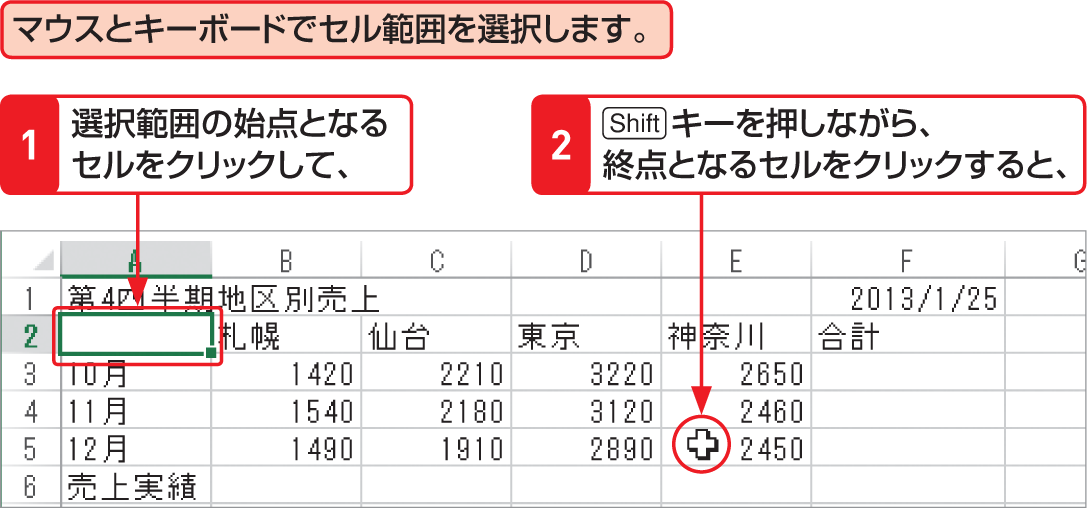 マウスとキーボードでセル範囲を選択します。
1 選択範囲の始点となる
セルをクリックして、
2 Shiftキーを押しながら、
終点となるセルをクリックすると、
A B C D E F G
1 第4四半期地区別売上 2013/1/25
2 札幌 仙台 東京 神奈川 合計
3 10月 1420 2210 3220 2650
4 11月 1540 2180 3120 2460
5 12月 1490 1910 2890 2450
6 売上実績